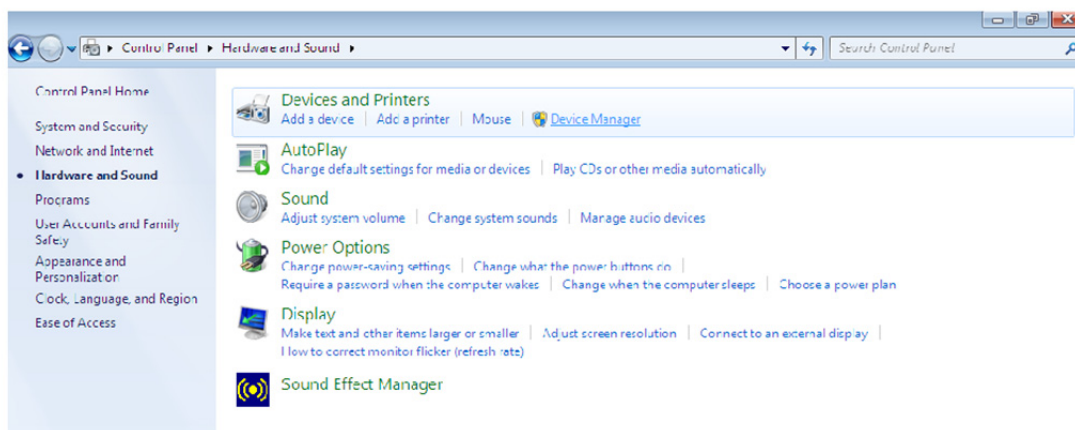 Control Panel ▸ Hardware and Sound ▸
Search Control Panel
Control Panel Home
System and Security
Network and Internet
Hardware and Sound
Programs
User Accounts and Family
Safety
Appearance and
Personalization
Clock, Language, and Region
Ease of Access
Devices and Printers
Add a device | Add a printer | Mouse | Device Manager
AutoPlay
Change default settings for media or devices | Play CDs or other media automatically
Sound
Adjust system volume | Change system sounds | Manage audio devices
Power Options
Change power-saving settings | Change what the power buttons do |
Require a password when the computer wakes | Change when the computer sleeps | Choose a power plan
Display
Make text and other items larger or smaller | Adjust screen resolution | Connect to an external display |
How to correct monitor flicker (refresh rate)
Sound Effect Manager